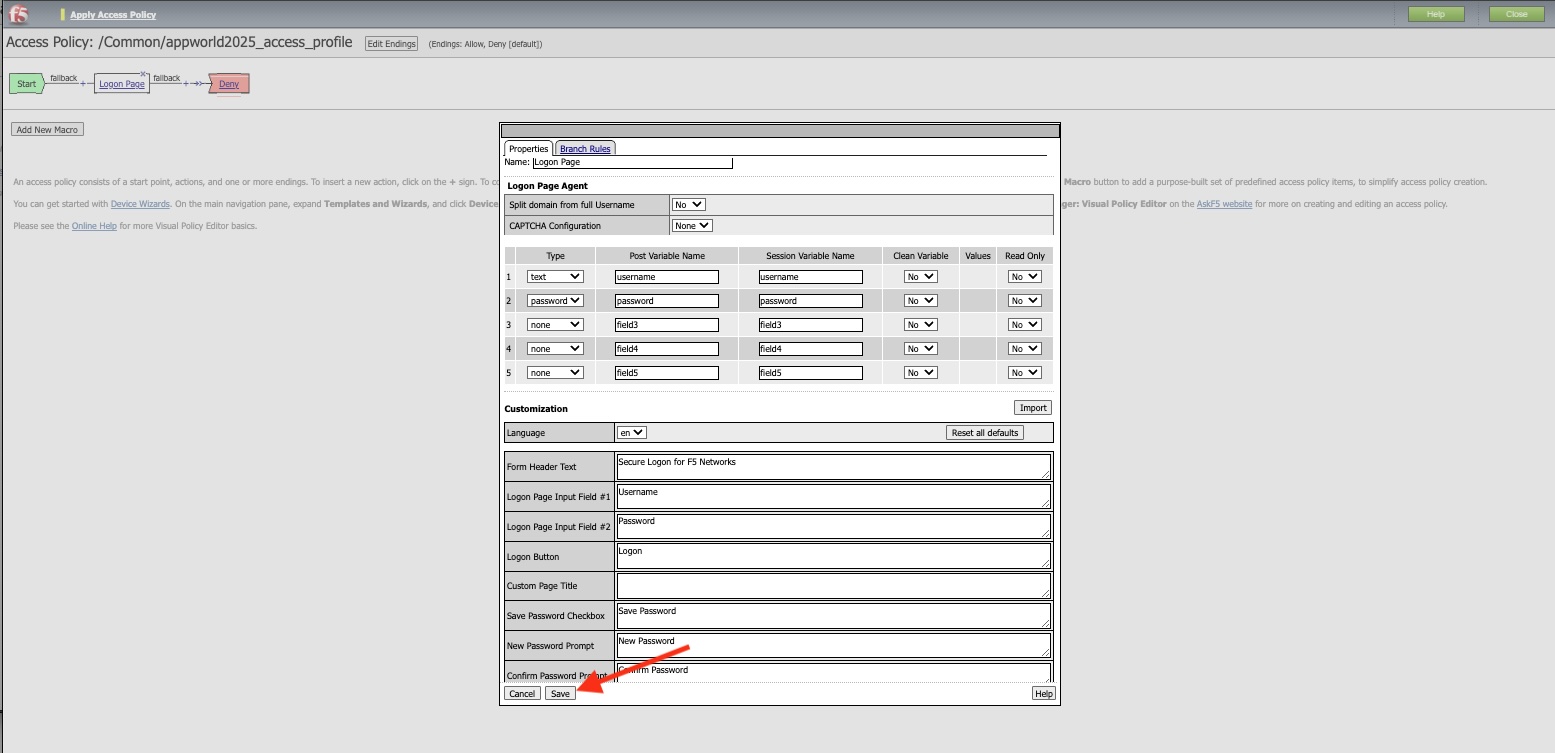 f5
Apply Access Policy
Help
Close
Access Policy: /Common/appworld2025_access_profile
Edit Endings
(Endings: Allow, Deny [default])
Start
fallback
+
Logon Page
x
fallback
+
Deny
Add New Macro
An access policy consists of a start point, actions, and one or more endings. To insert a new action, click on the + sign. To co
Macro button to add a purpose-built set of predefined access policy items, to simplify access policy creation.
You can get started with Device Wizards. On the main navigation pane, expand Templates and Wizards, and click Device
ger: Visual Policy Editor on the AskF5 website for more on creating and editing an access policy.
Please see the Online Help for more Visual Policy Editor basics.
Properties
Branch Rules
Name: Logon Page
Logon Page Agent
Split domain from full Username No
CAPTCHA Configuration None
Type Post Variable Name Session Variable Name Clean Variable Values Read Only
1 text username username No No
2 password password password No No
3 none field3 field3 No No
4 none field4 field4 No No
5 none field5 field5 No No
Customization
Import
Language en Reset all defaults
Form Header Text Secure Logon for F5 Networks
Logon Page Input Field #1 Username
Logon Page Input Field #2 Password
Logon Button Logon
Custom Page Title
Save Password Checkbox Save Password
New Password Prompt New Password
Confirm Password Prompt Confirm Password
Cancel Save Help